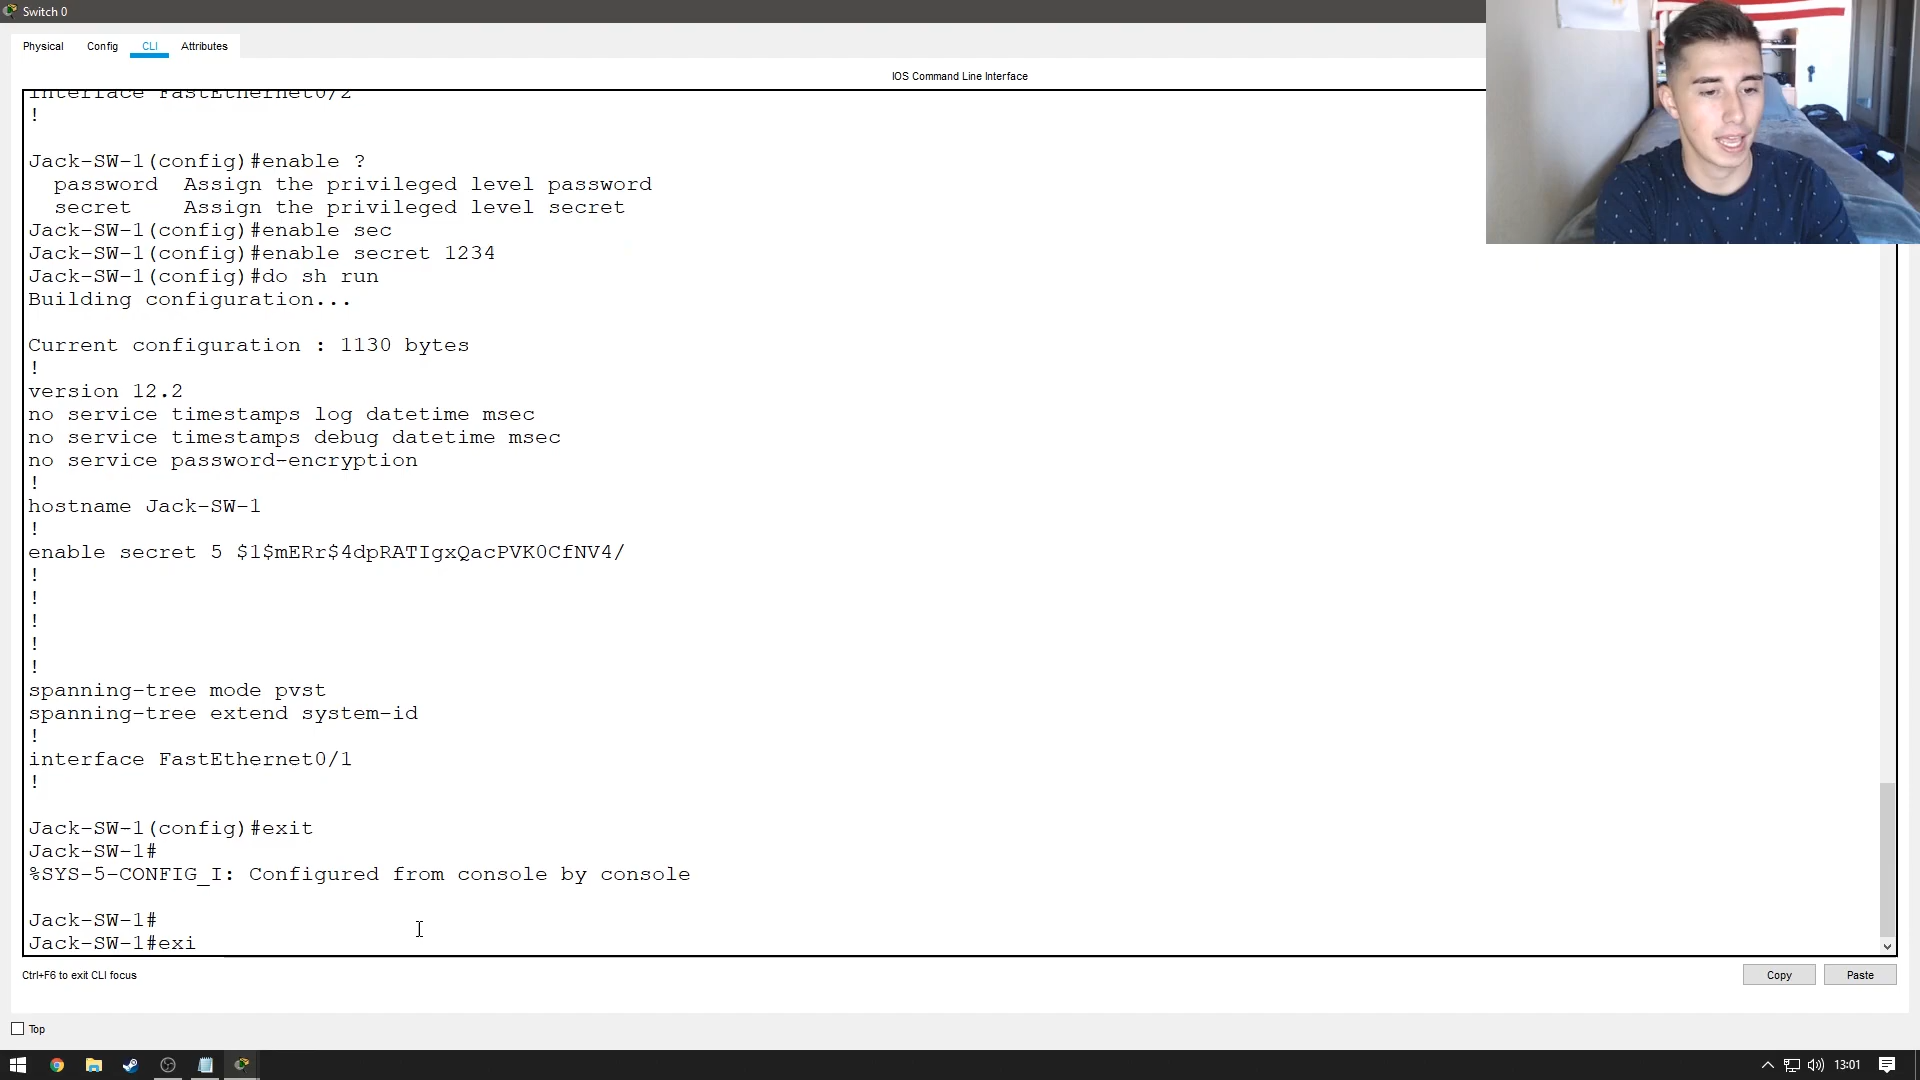 Switch 0
Physical Config CLI Attributes
IOS Command Line Interface
interface FastEthernet0/2
!
Jack-SW-1(config)#enable ?
password Assign the privileged level password
secret Assign the privileged level secret
Jack-SW-1(config)#enable sec
Jack-SW-1(config)#enable secret 1234
Jack-SW-1(config)#do sh run
Building configuration...
Current configuration : 1130 bytes
!
version 12.2
no service timestamps log datetime msec
no service timestamps debug datetime msec
no service password-encryption
!
hostname Jack-SW-1
!
enable secret 5 $1$mERr$4dpRATIgxQacPVK0CfNV4/
!
!
!
!
!
spanning-tree mode pvst
spanning-tree extend system-id
!
interface FastEthernet0/1
!
Jack-SW-1(config)#exit
Jack-SW-1#
%SYS-5-CONFIG_I: Configured from console by console
Jack-SW-1#
Jack-SW-1#exi
Ctrl+F6 to exit CLI focus
Copy Paste
Top
13:01